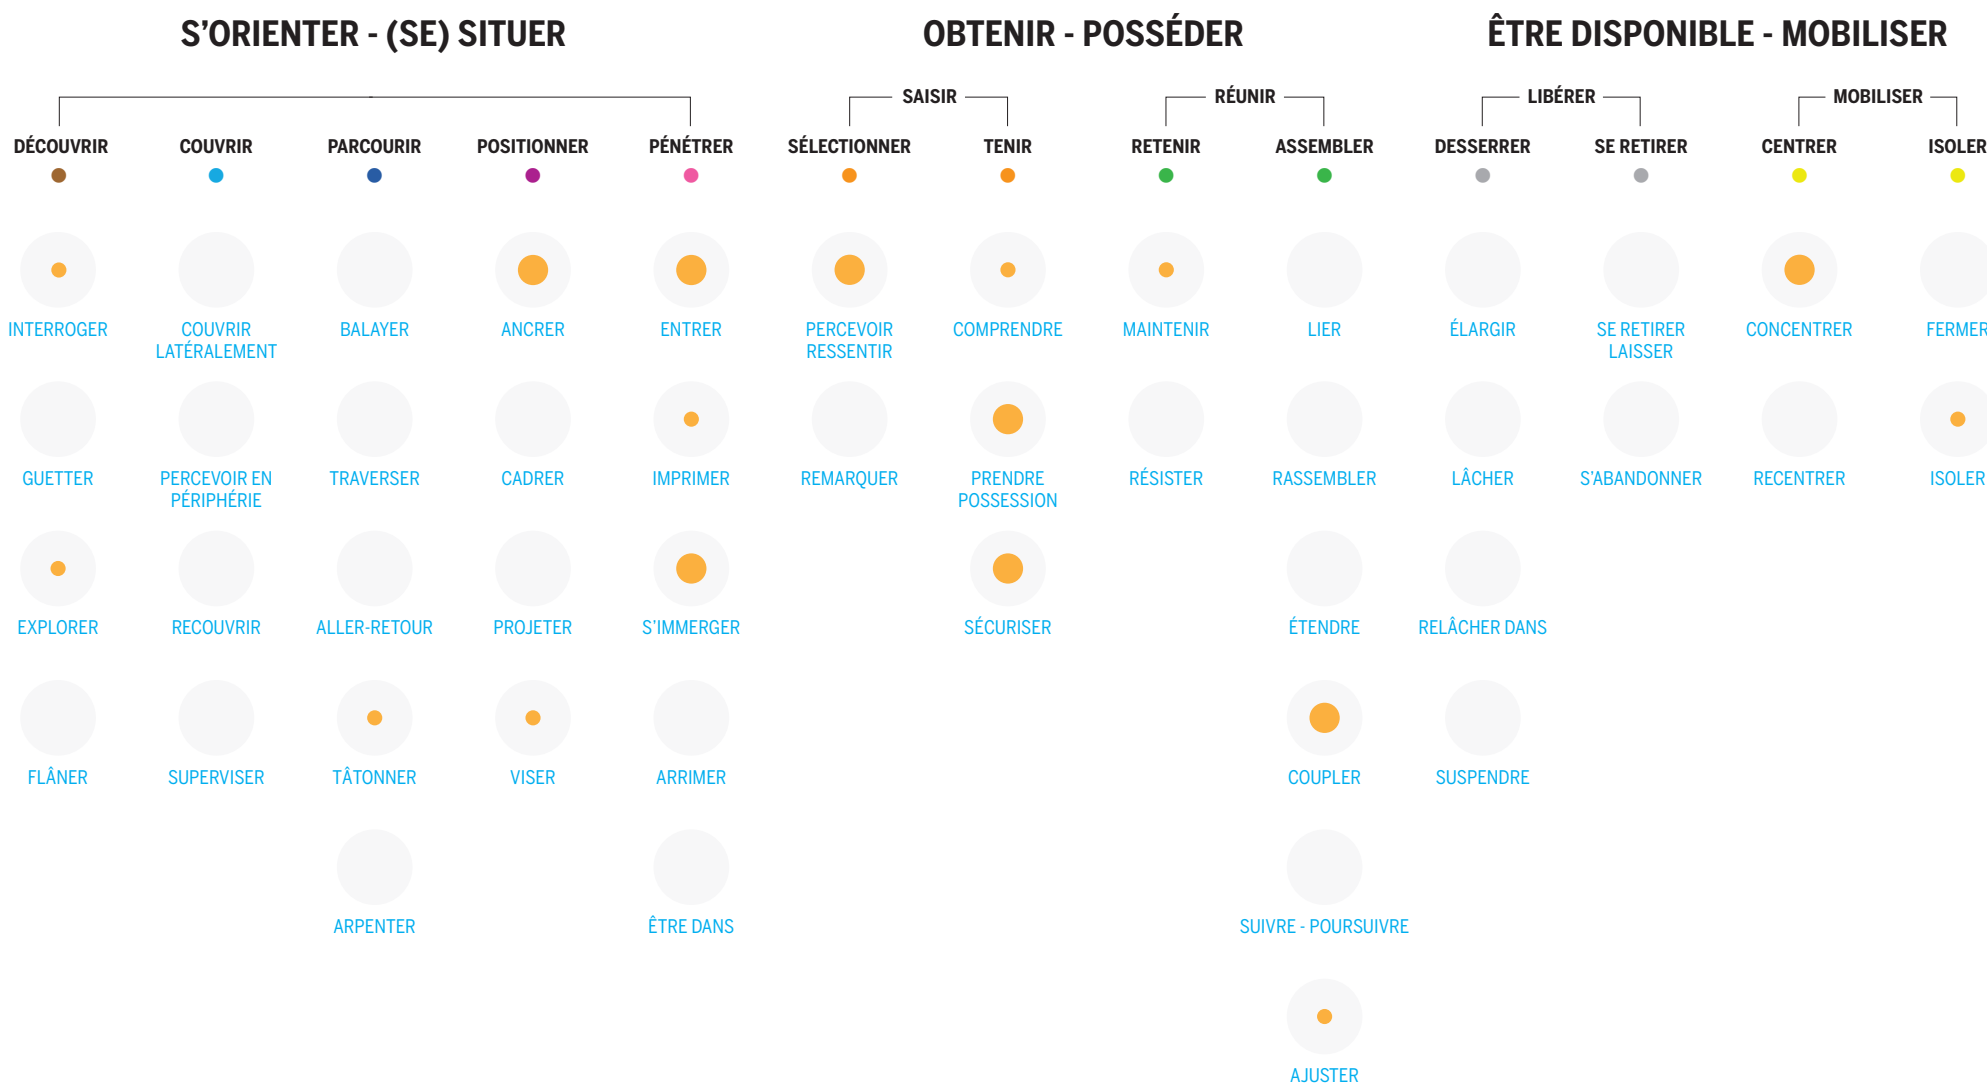 S’ORIENTER - (SE) SITUER
OBTENIR - POSSÉDER
ÊTRE DISPONIBLE - MOBILISER
SAISIR
RÉUNIR
LIBÉRER
MOBILISER
DÉCOUVRIR
COUVRIR
PARCOURIR
POSITIONNER
PÉNÉTRER
SÉLECTIONNER
TENIR
RETENIR
ASSEMBLER
DESSERRER
SE RETIRER
CENTRER
ISOLER
INTERROGER
COUVRIR
LATÉRALEMENT
BALAYER
ANCRER
ENTRER
PERCEVOIR
RESSENTIR
COMPRENDRE
MAINTENIR
LIER
ÉLARGIR
SE RETIRER
LAISSER
CONCENTRER
FERMER
GUETTER
PERCEVOIR EN
PÉRIPHÉRIE
TRAVERSER
CADRER
IMPRIMER
REMARQUER
PRENDRE
POSSESSION
RÉSISTER
RASSEMBLER
LÂCHER
S’ABANDONNER
RECENTRER
ISOLER
EXPLORER
RECOUVRIR
ALLER-RETOUR
PROJETER
S’IMMERGER
SÉCURISER
ÉTENDRE
RELÂCHER DANS
FLÂNER
SUPERVISER
TÂTONNER
VISER
ARRIMER
COUPLER
SUSPENDRE
ARPENTER
ÊTRE DANS
SUIVRE - POURSUIVRE
AJUSTER